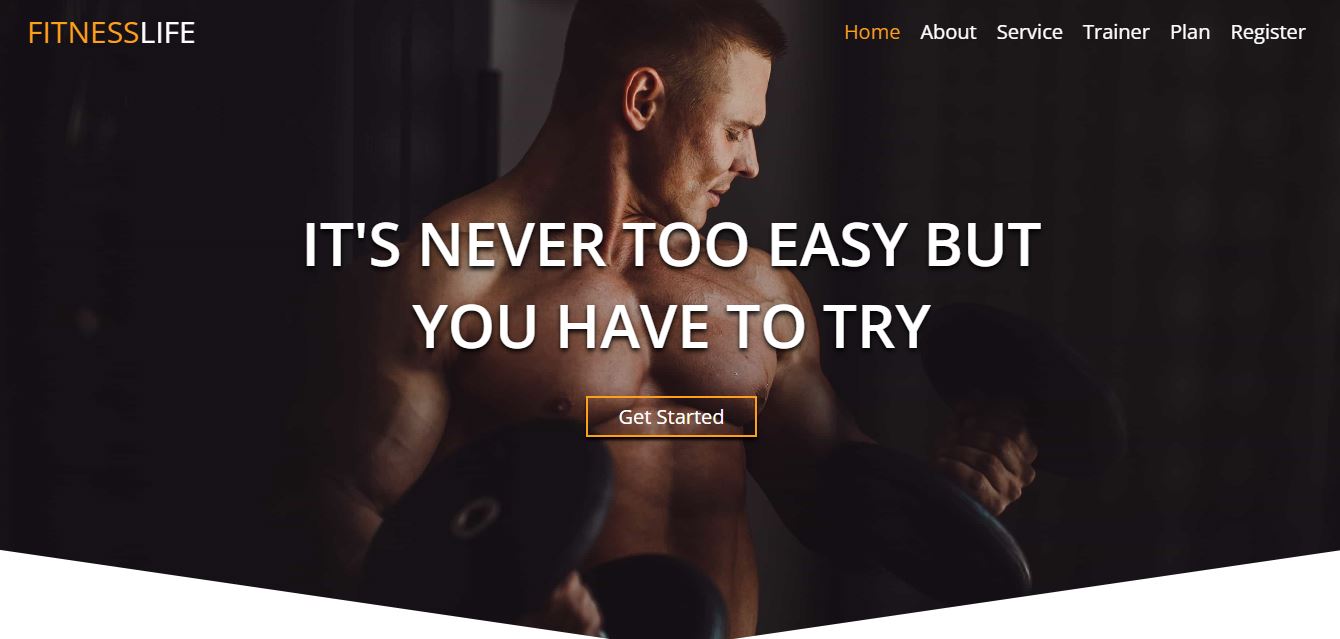 FITNESSLIFE
Home About Service Trainer Plan Register
IT'S NEVER TOO EASY BUT
YOU HAVE TO TRY
Get Started